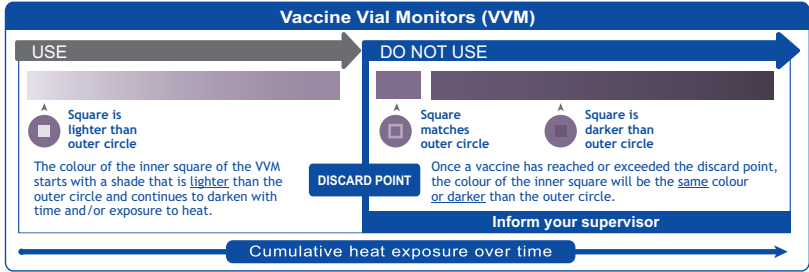 Vaccine Vial Monitors (VVM)
USE
Square is
lighter than
outer circle
The colour of the inner square of the VVM
starts with a shade that is lighter than the
outer circle and continues to darken with
time and/or exposure to heat.
DISCARD POINT
DO NOT USE
Square
matches
outer circle
Square is
darker than
outer circle
Once a vaccine has reached or exceeded the discard point,
the colour of the inner square will be the same colour
or darker than the outer circle.
Inform your supervisor
Cumulative heat exposure over time